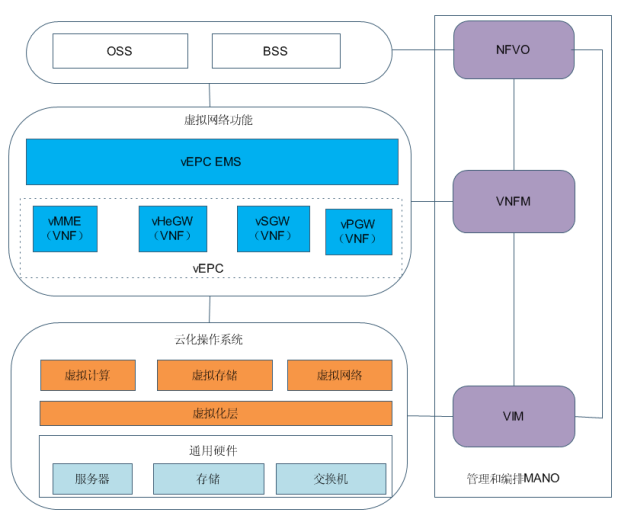 OSS
BSS
NFVO
虚拟网络功能
vEPC EMS
VNFM
vMME
（VNF）
vHeGW
（VNF）
vSGW
（VNF）
vPGW
（VNF）
vEPC
云化操作系统
虚拟计算
虚拟存储
虚拟网络
虚拟化层
VIM
通用硬件
服务器
存储
交换机
管理和编排MANO